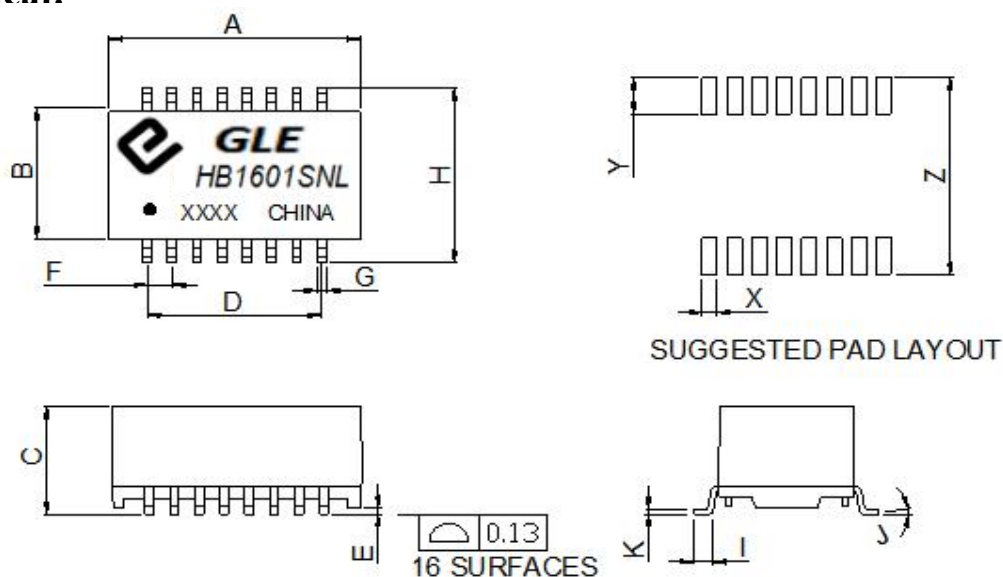 A
B
GLE
HB1601SNL
XXXX CHINA
H
F
G
D
Y
Z
X
SUGGESTED PAD LAYOUT
C
E
0.13
16 SURFACES
K
I
J